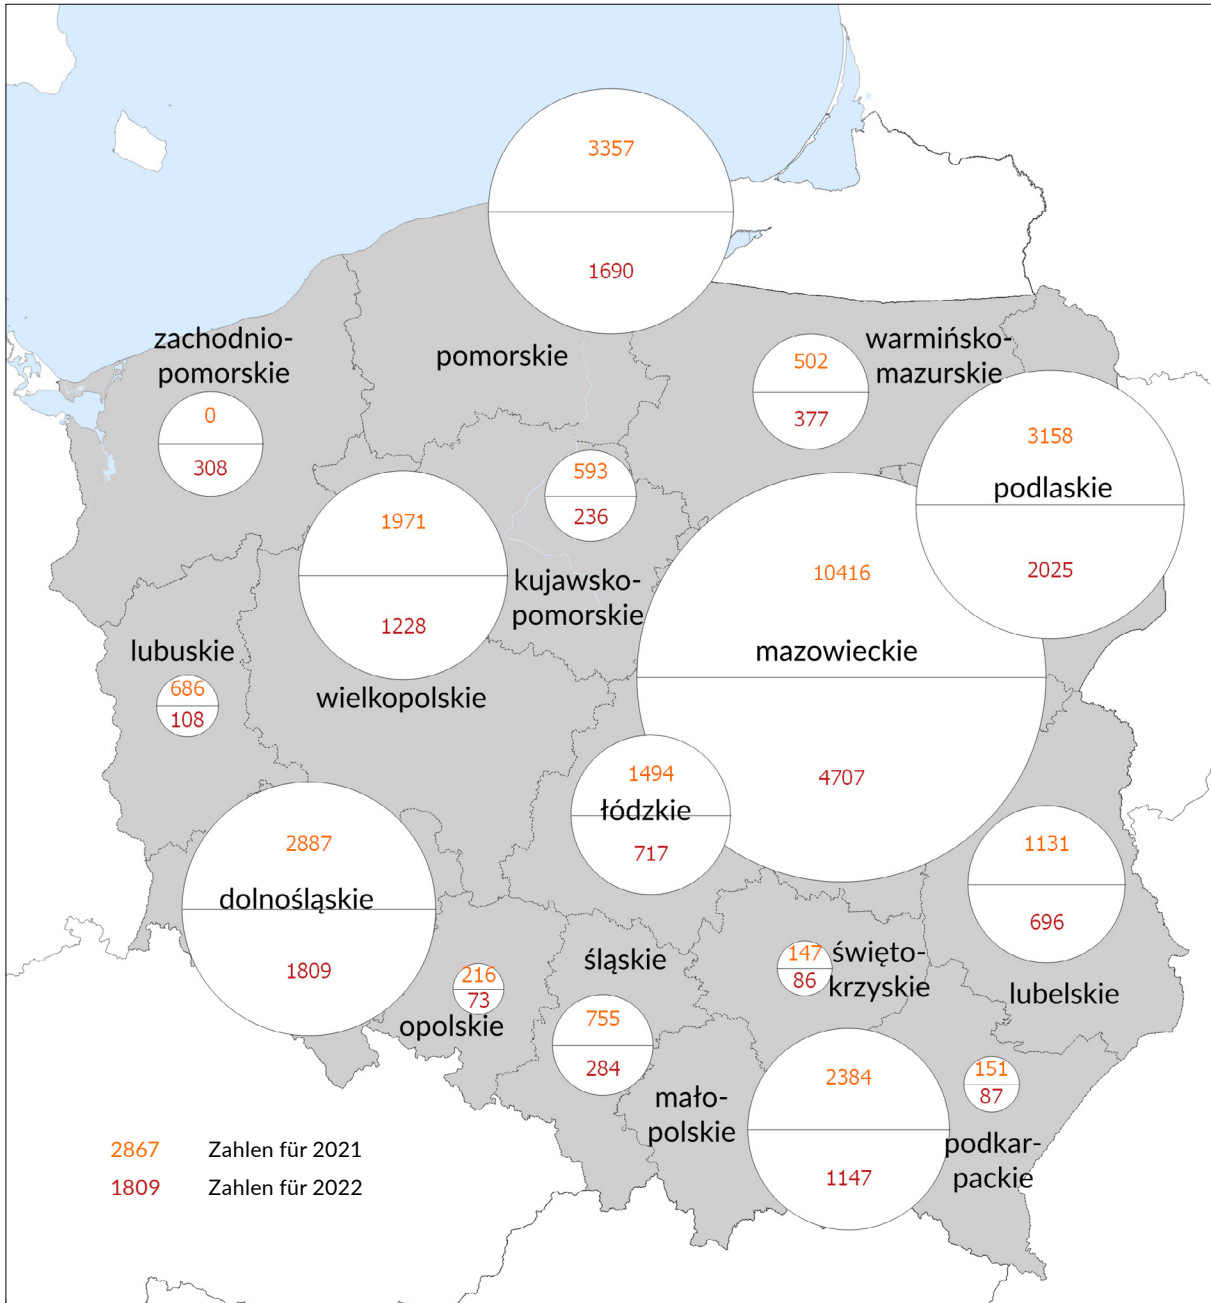 3357
1690
zachodnio-
pomorskie
0
308
pomorskie
502
377
warmińsko-
mazurskie
3158
podlaskie
2025
593
236
kujawsko-
pomorskie
1971
1228
wielkopolskie
10416
mazowieckie
4707
lubuskie
686
108
1494
łódzkie
717
2887
dolnośląskie
1809
1131
696
lubelskie
147
86
święto-
krzyskie
śląskie
755
284
216
73
opolskie
2384
1147
mało-
polskie
151
87
podkar-
packie
2867 Zahlen für 2021
1809 Zahlen für 2022